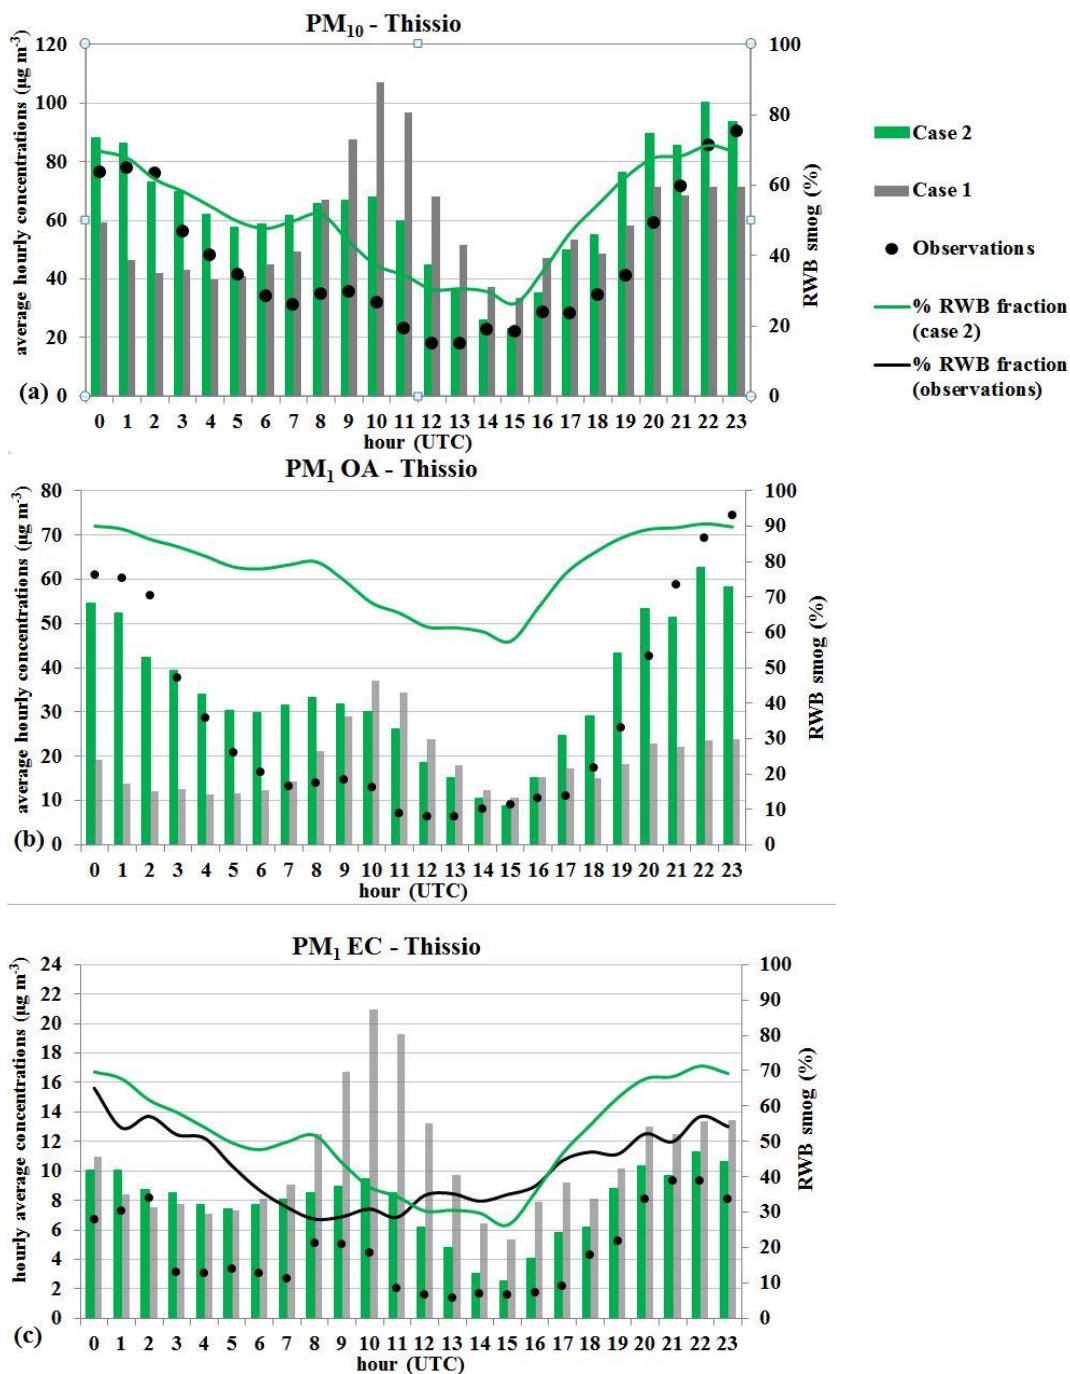 PM₁₀ - Thissio
average hourly concentrations (µg m⁻³)
120
100
80
60
40
20
0
100
80
60
40
20
0
RWB smog (%)
0 1 2 3 4 5 6 7 8 9 10 11 12 13 14 15 16 17 18 19 20 21 22 23
hour (UTC)
(a)
Case 2
Case 1
Observations
% RWB fraction
(case 2)
% RWB fraction
(observations)
PM₁ OA - Thissio
average hourly concentrations (µg m⁻³)
80
70
60
50
40
30
20
10
0
100
90
80
70
60
50
40
30
20
10
0
RWB smog (%)
0 1 2 3 4 5 6 7 8 9 10 11 12 13 14 15 16 17 18 19 20 21 22 23
hour (UTC)
(b)
PM₁ EC - Thissio
hourly average concentrations (µg m⁻³)
24
22
20
18
16
14
12
10
8
6
4
2
0
100
90
80
70
60
50
40
30
20
10
0
RWB smog (%)
0 1 2 3 4 5 6 7 8 9 10 11 12 13 14 15 16 17 18 19 20 21 22 23
hour (UTC)
(c)